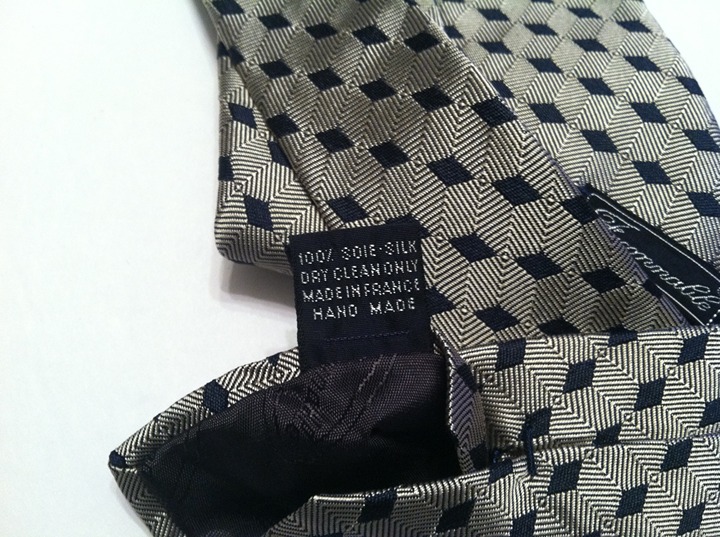 100% SOIE-SILK
DRY CLEAN ONLY
MADE IN FRANCE
HAND MADE